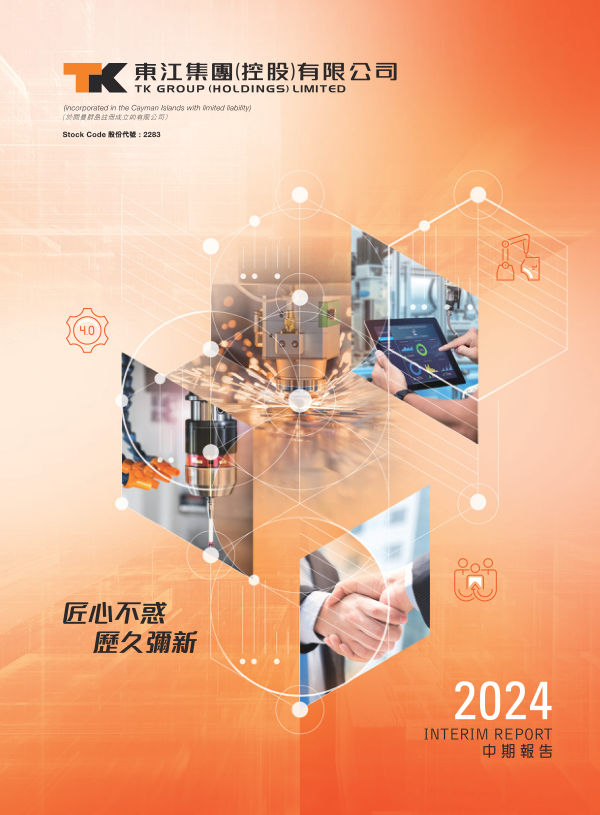 TK 東江集團(控股)有限公司
TK GROUP (HOLDINGS) LIMITED
(incorporated in the Cayman Islands with limited liability)
(於開曼群島註冊成立的有限公司)
Stock Code 股份代號：2283
4.0
匠心不惑
歷久彌新
2024
INTERIM REPORT
中期報告